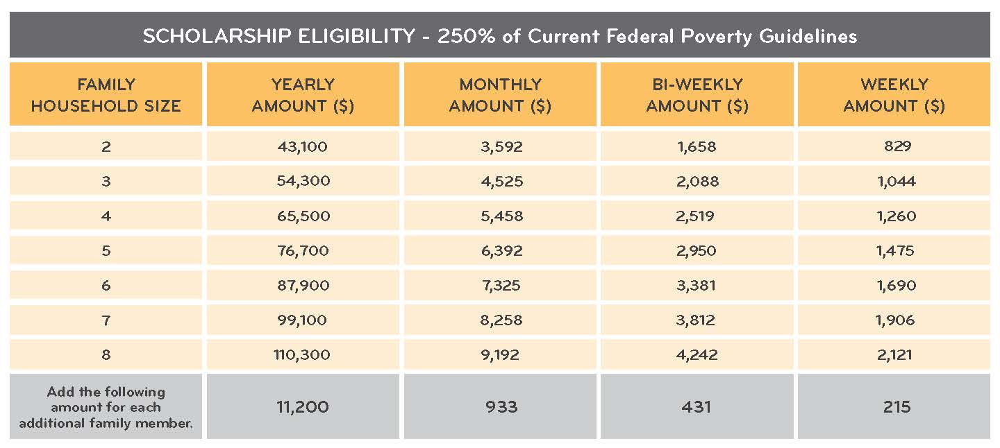 SCHOLARSHIP ELIGIBILITY - 250% of Current Federal Poverty Guidelines
FAMILY HOUSEHOLD SIZE YEARLY AMOUNT ($) MONTHLY AMOUNT ($) BI-WEEKLY AMOUNT ($) WEEKLY AMOUNT ($)
2 43,100 3,592 1,658 829
3 54,300 4,525 2,088 1,044
4 65,500 5,458 2,519 1,260
5 76,700 6,392 2,950 1,475
6 87,900 7,325 3,381 1,690
7 99,100 8,258 3,812 1,906
8 110,300 9,192 4,242 2,121
Add the following
amount for each
additional family member.
11,200 933 431 215